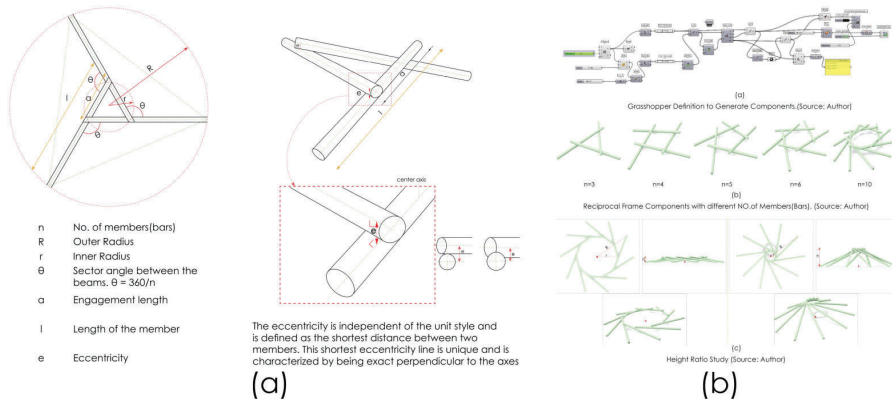 θ
R
l
a
r
θ
θ
n No. of members(bars)
R Outer Radius
r Inner Radius
θ Sector angle between the
beams. θ = 360/n
a Engagement length
l Length of the member
e Eccentricity
e
a
e
l
center axis
e
e
e
The eccentricity is independent of the unit style and
is defined as the shortest distance between two
members. This shortest eccentricity line is unique and is
characterized by being exact perpendicular to the axes
(a)
(a)
Grasshopper Definition to Generate Components.(Source: Author)
n=3 n=4 n=5 n=6 n=10
(b)
Reciprocal Frame Components with different NO.of Members(Bars). (Source: Author)
(c)
Height Ratio Study (Source: Author)
(b)